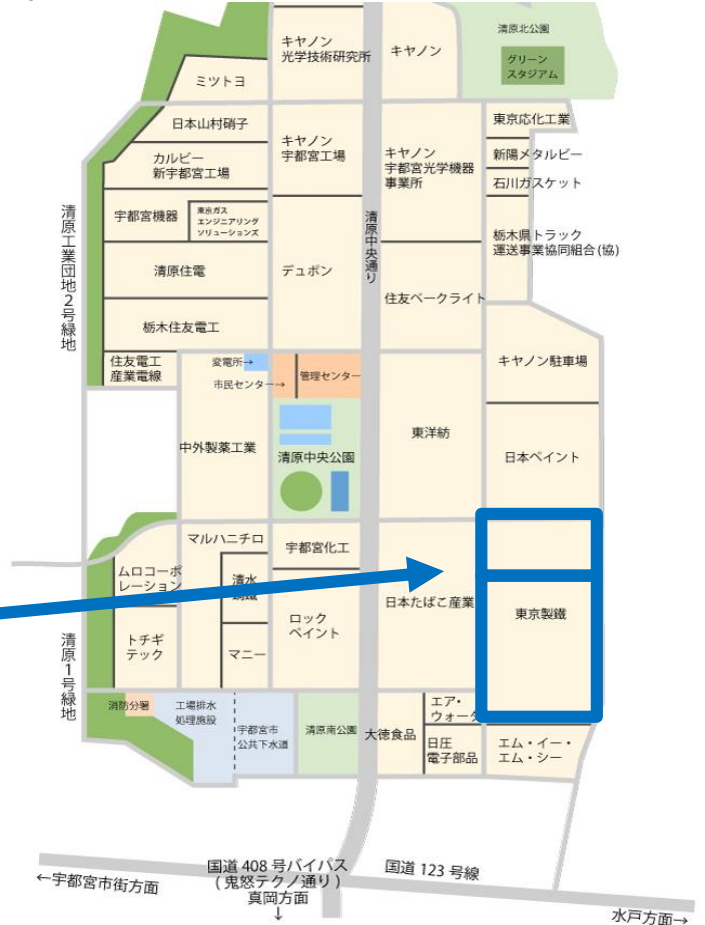 清原北公園
キヤノン
光学技術研究所
キヤノン
グリーン
スタジアム
ミツトヨ
日本山村硝子
キヤノン
宇都宮工場
キヤノン
宇都宮光学機器
事業所
東京応化工業
新陽メタルビー
石川ガスケット
カルビー
新宇都宮工場
宇都宮機器
東京ガス
エンジニアリング
ソリューションズ
清原工業団地2号緑地
清原中央通り
栃木県トラック
運送事業協同組合(協)
清原住電
デュポン
住友ベークライト
栃木住友電工
住友電工
産業電線
変電所→
市民センター→
管理センター
キヤノン駐車場
中外製薬工業
清原中央公園
東洋紡
日本ペイント
マルハニチロ
宇都宮化工
ムロコーポ
レーション
清水
鋼鐵
日本たばこ産業
東京製鐵
ロック
ペイント
トチギ
テック
マニー
清原1号緑地
消防分署
工場排水
処理施設
宇都宮市
公共下水道
清原南公園
大徳食品
エア・
ウォータ
日圧
電子部品
エム・イー・
エム・シー
国道408号バイパス
(鬼怒テクノ通り)
真岡方面
↓
国道123号線
←宇都宮市街方面
水戸方面→